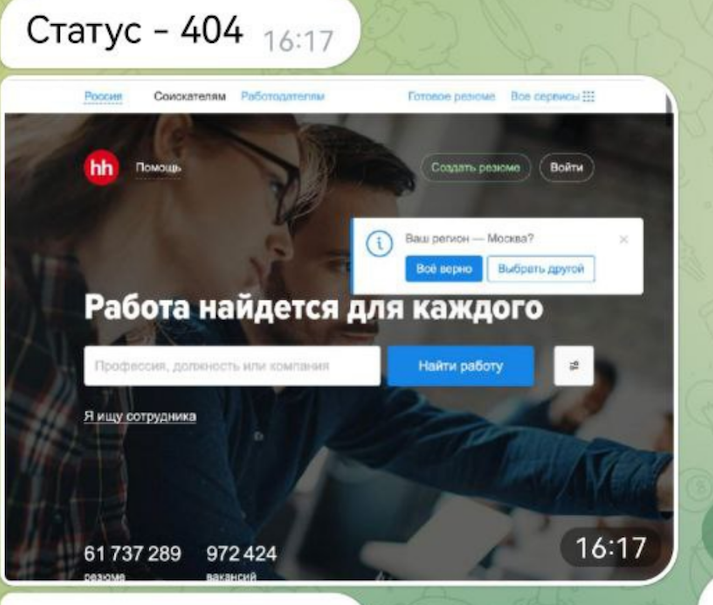 Статус - 404 16:17
Россия Соискателям Работодателям Готовое резюме Все сервисы
hh Помощь Создать резюме Войти
Ваш регион — Москва?
Всё верно Выбрать другой
Работа найдется для каждого
Профессия, должность или компания Найти работу
Я ищу сотрудника
61 737 289 972 424
резюме вакансий
16:17